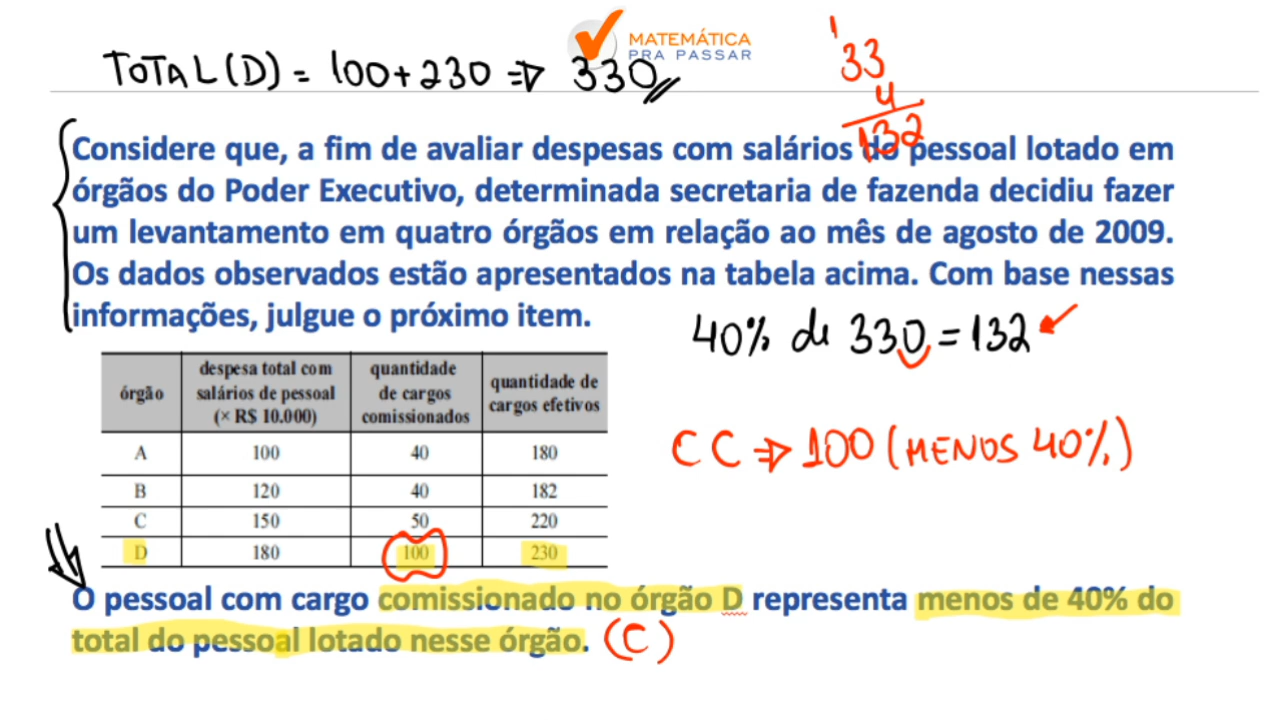 MATEMÁTICA
PRA PASSAR
TOTAL(D) = 100+230 ⇒ 330
1
33
4
132
Considere que, a fim de avaliar despesas com salários do pessoal lotado em
órgãos do Poder Executivo, determinada secretaria de fazenda decidiu fazer
um levantamento em quatro órgãos em relação ao mês de agosto de 2009.
Os dados observados estão apresentados na tabela acima. Com base nessas
informações, julgue o próximo item.
40% de 330 = 132
órgão
despesa total com
salários de pessoal
(× R$ 10.000)
quantidade
de cargos
comissionados
quantidade de
cargos efetivos
A 100 40 180
B 120 40 182
C 150 50 220
D 180 100 230
CC ⇒ 100 (MENOS 40%)
O pessoal com cargo comissionado no órgão D representa menos de 40% do
total do pessoal lotado nesse órgão. (C)